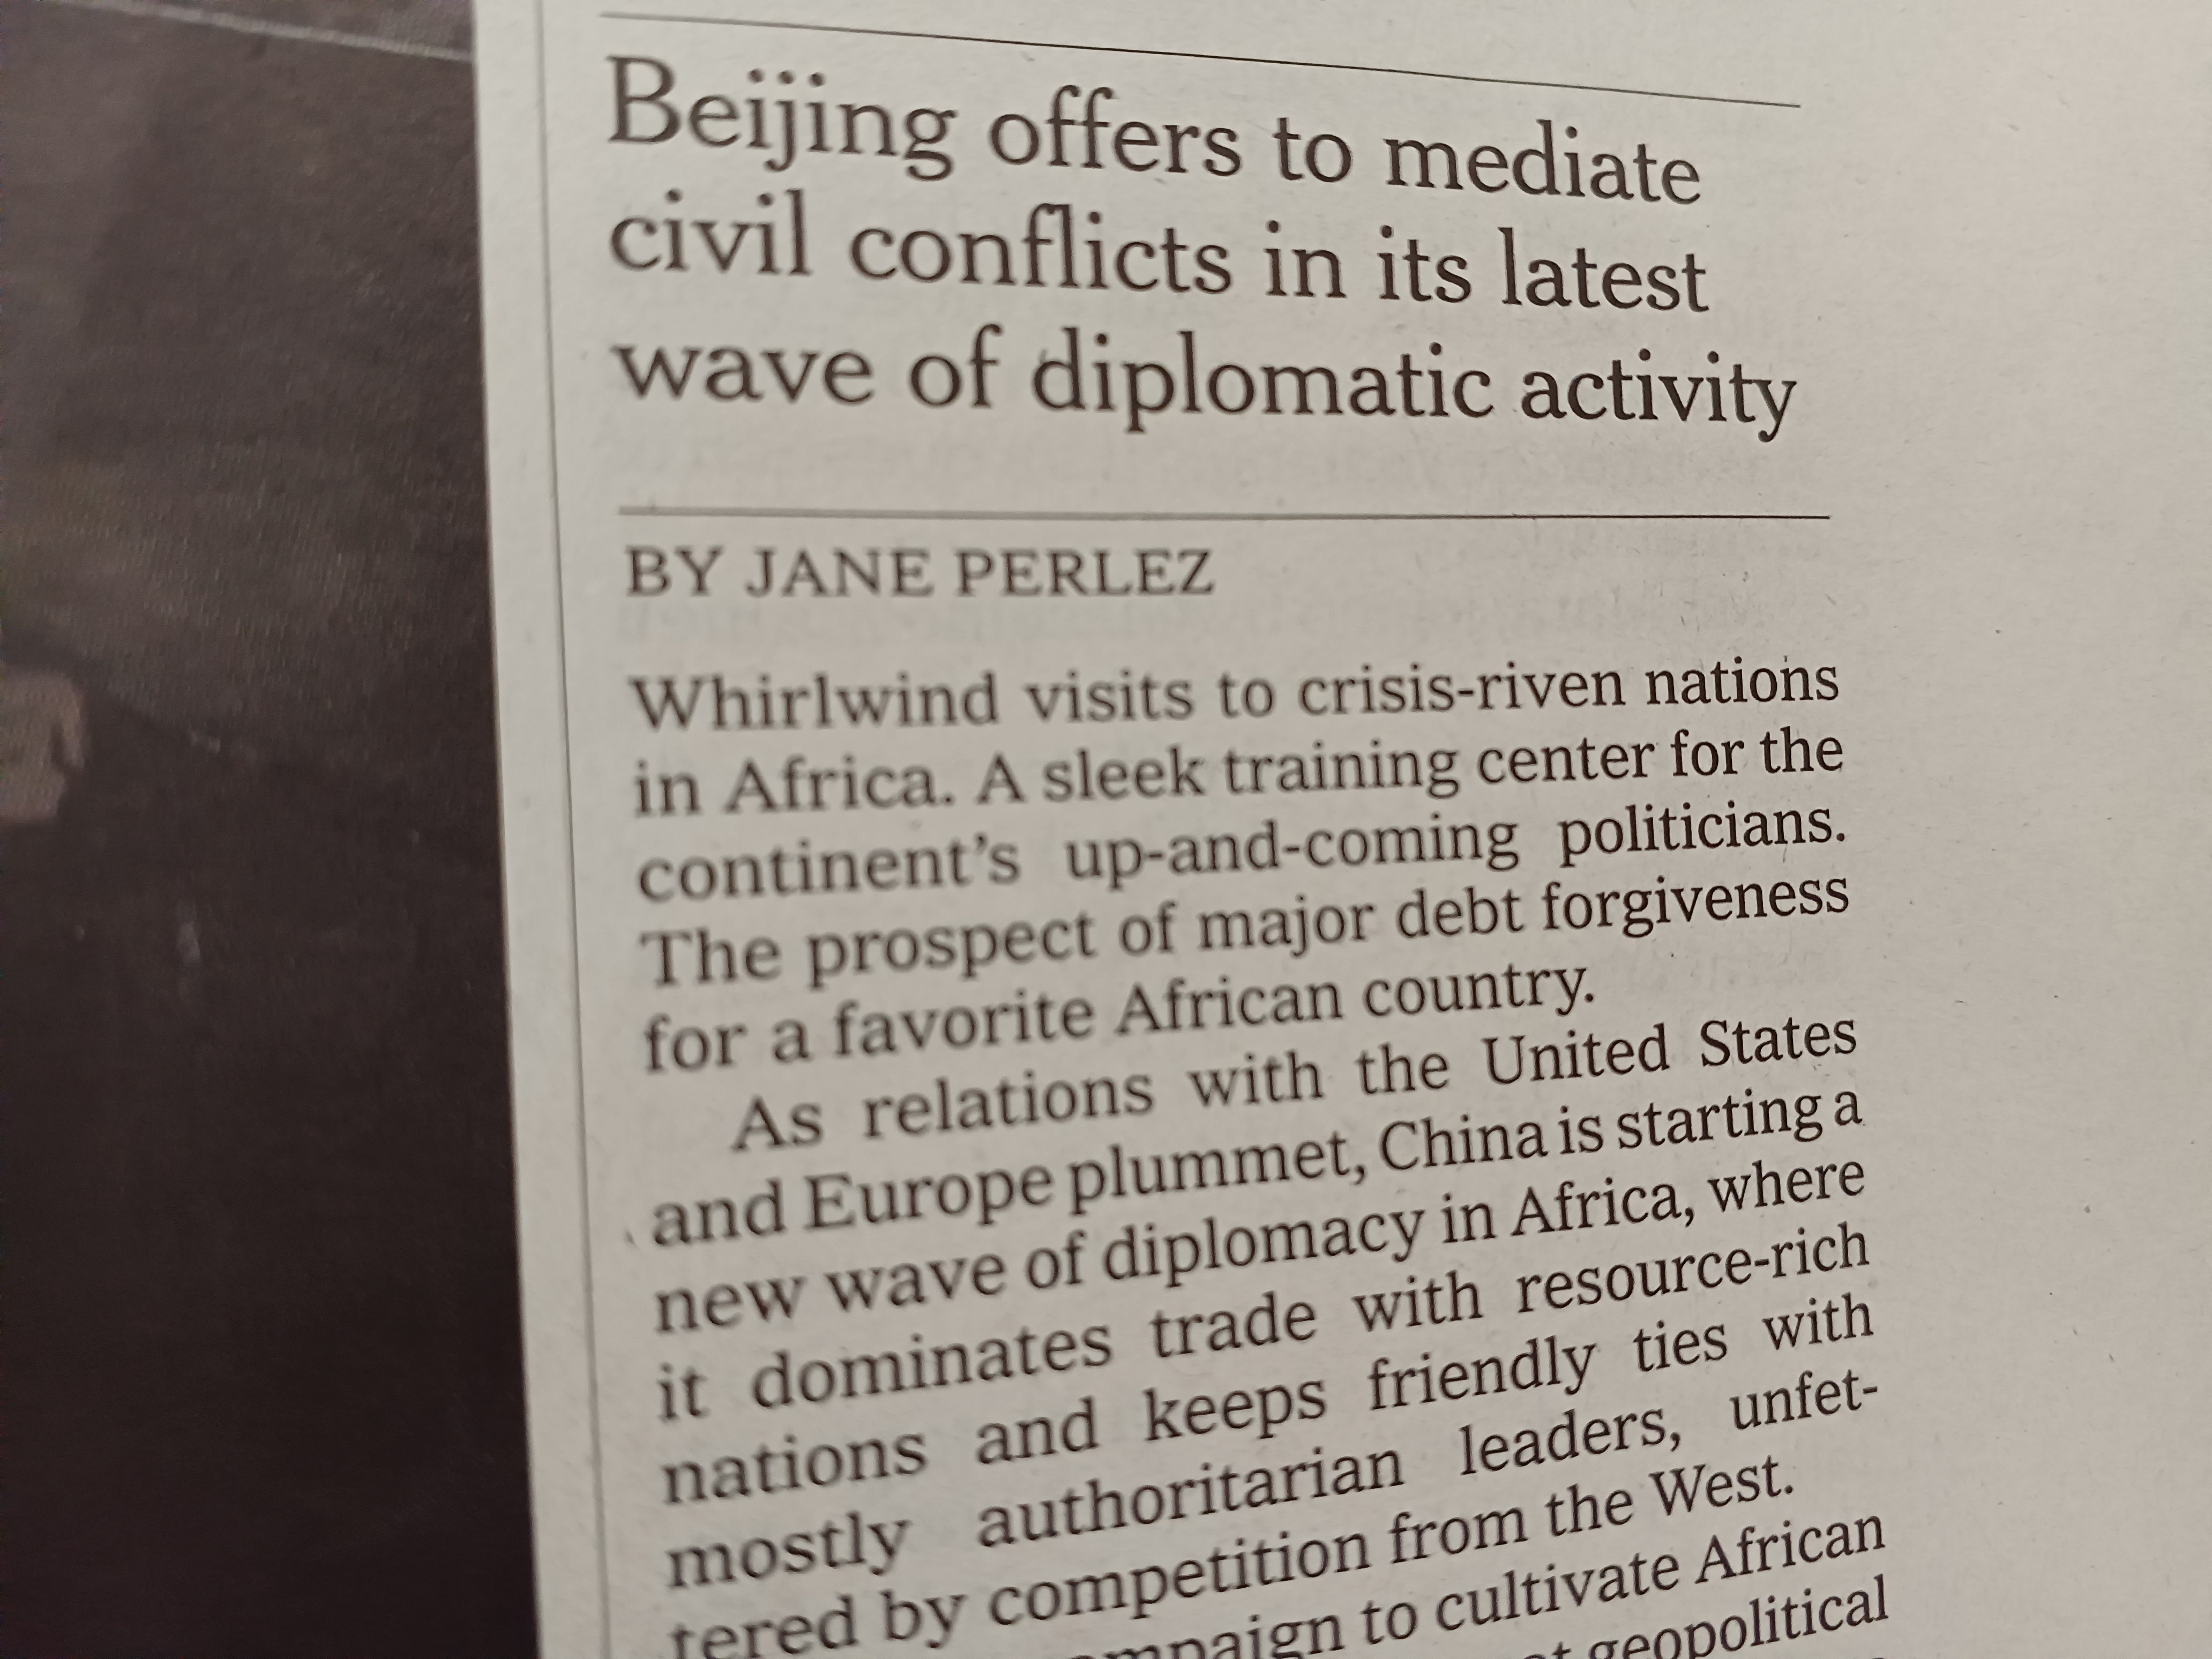 Beijing offers to mediate
civil conflicts in its latest
wave of diplomatic activity
BY JANE PERLEZ
Whirlwind visits to crisis-riven nations
in Africa. A sleek training center for the
continent’s up-and-coming politicians.
The prospect of major debt forgiveness
for a favorite African country.
As relations with the United States
and Europe plummet, China is starting a
new wave of diplomacy in Africa, where
it dominates trade with resource-rich
nations and keeps friendly ties with
mostly authoritarian leaders, unfet-
tered by competition from the West.
to cultivate African
geopolitical